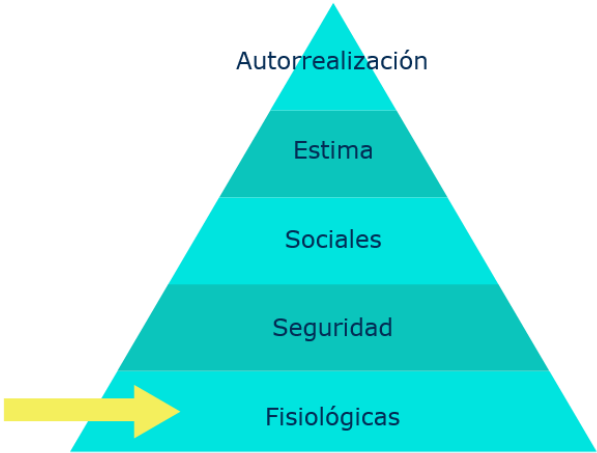 Autorrealización
Estima
Sociales
Seguridad
Fisiológicas